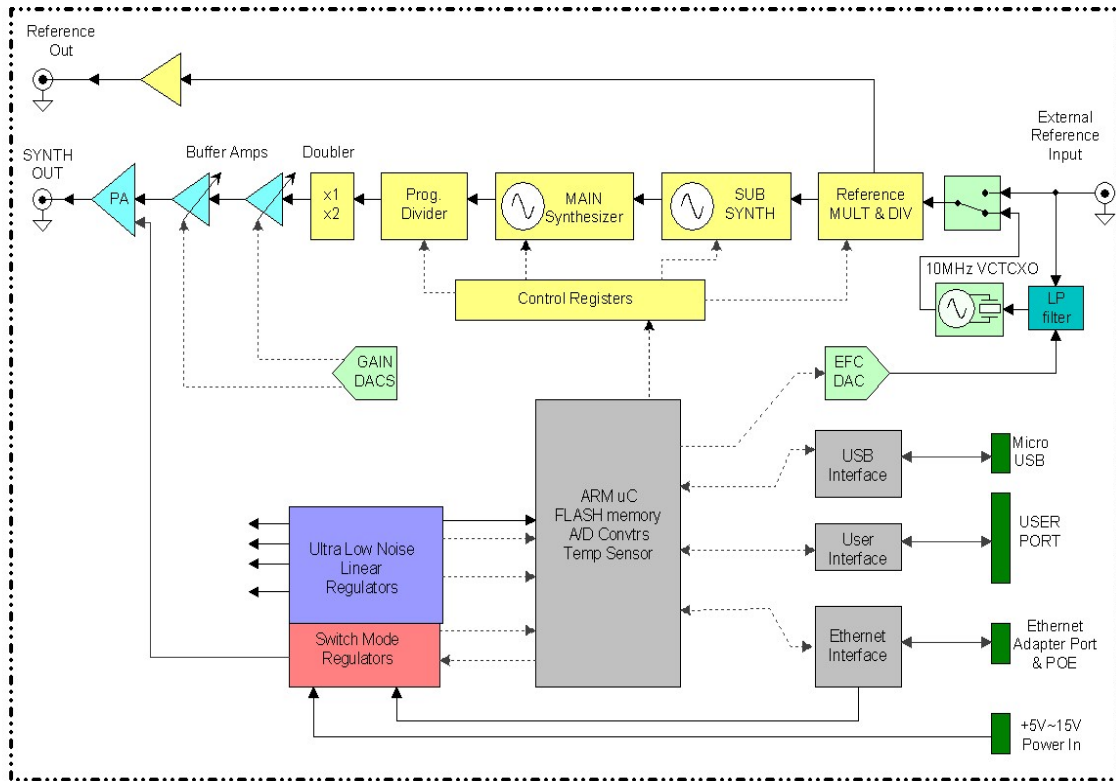 Reference
Out
External
Reference
Input
SYNTH
OUT
Buffer Amps
Doubler
PA
x1
x2
Prog.
Divider
MAIN
Synthesizer
SUB
SYNTH
Reference
MULT & DIV
10MHz VCTCXO
LP
filter
Control Registers
GAIN
DACS
EFC
DAC
ARM uC
FLASH memory
A/D Convtrs
Temp Sensor
USB
Interface
Micro
USB
User
Interface
USER
PORT
Ultra Low Noise
Linear
Regulators
Switch Mode
Regulators
Ethernet
Interface
Ethernet
Adapter Port
& POE
+5V~15V
Power In